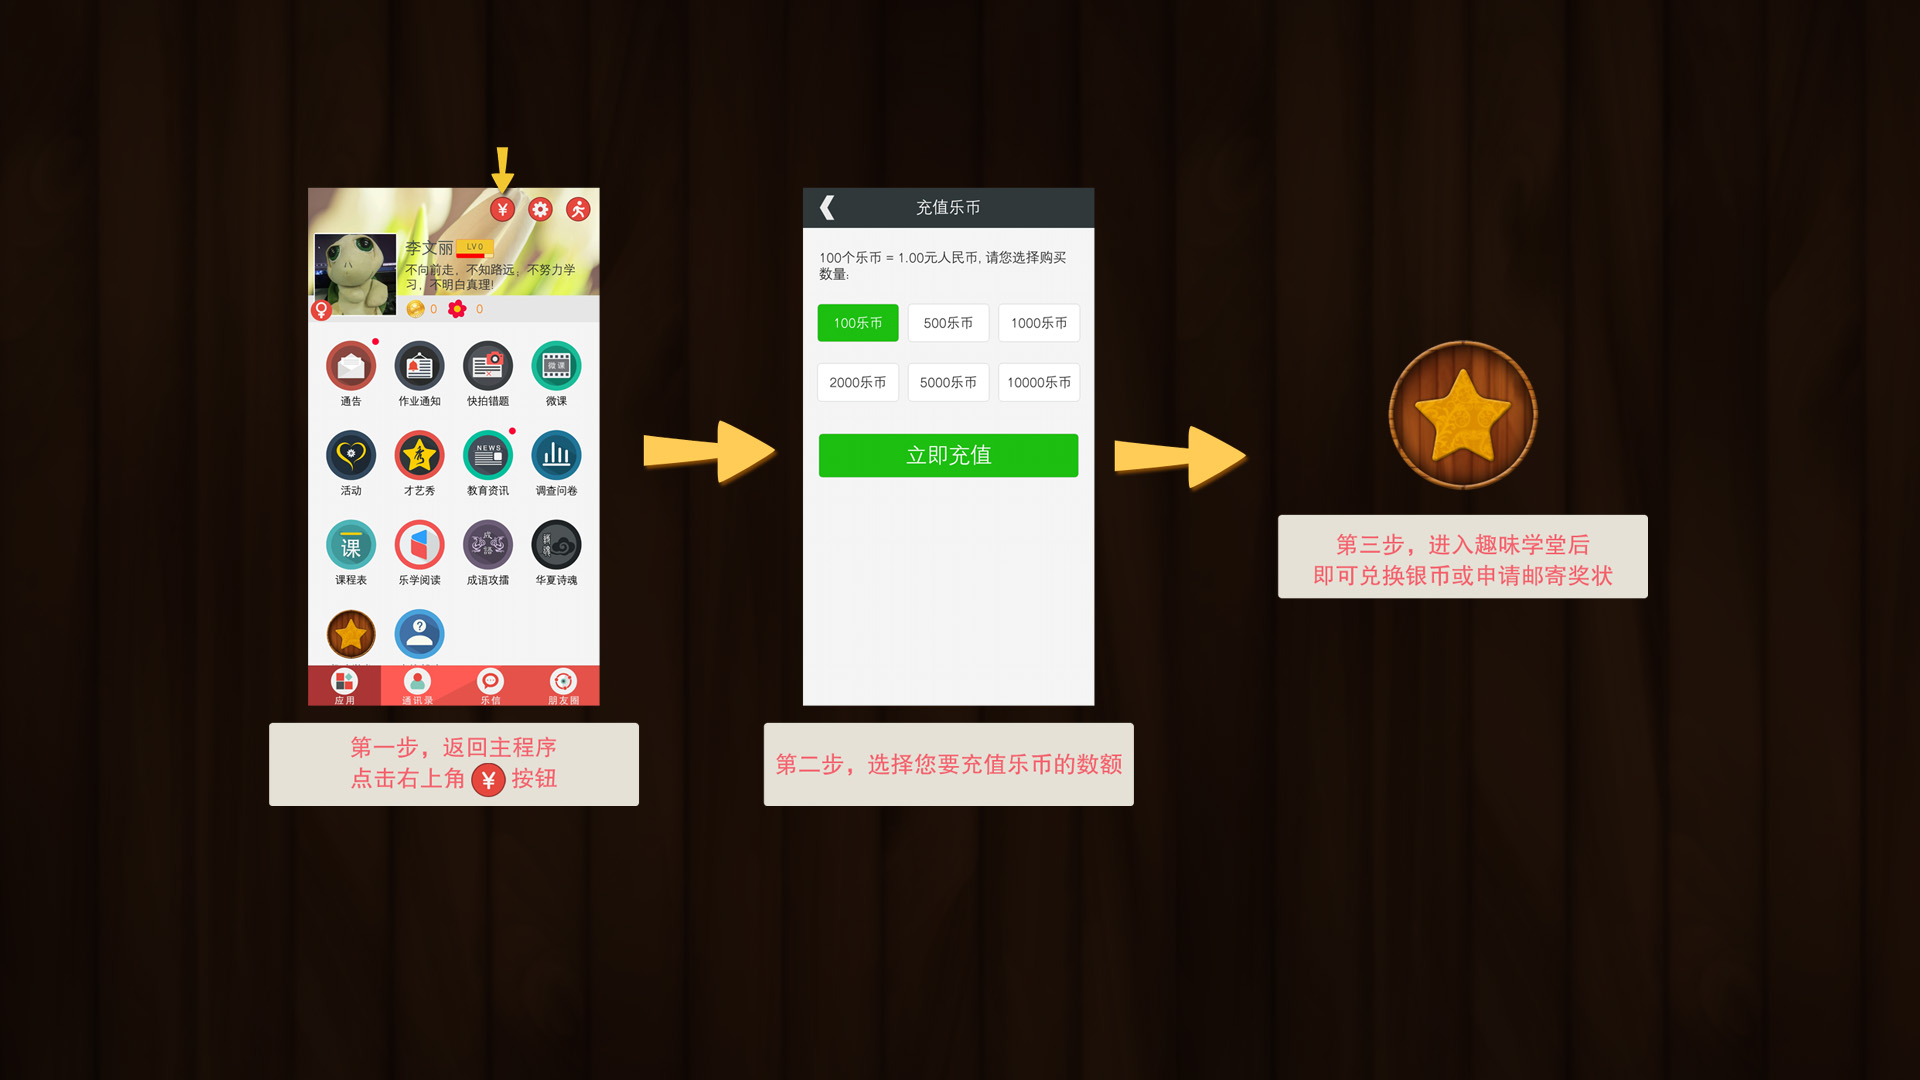 ¥
李文丽 LV0
不向前走，不知路远；不努力学
习，不明白真理!
0 0
通告 作业通知 快拍错题 微课
微课
NEWS
秀
活动 才艺秀 教育资讯 调查问卷
课 成语
课程表 乐学阅读 成语攻擂 华夏诗魂
?
应用 通讯录 乐信 朋友圈
第一步，返回主程序
点击右上角 ¥ 按钮
充值乐币
100个乐币 = 1.00元人民币, 请您选择购买
数量:
100乐币 500乐币 1000乐币
2000乐币 5000乐币 10000乐币
立即充值
第二步，选择您要充值乐币的数额
第三步，进入趣味学堂后
即可兑换银币或申请邮寄奖状